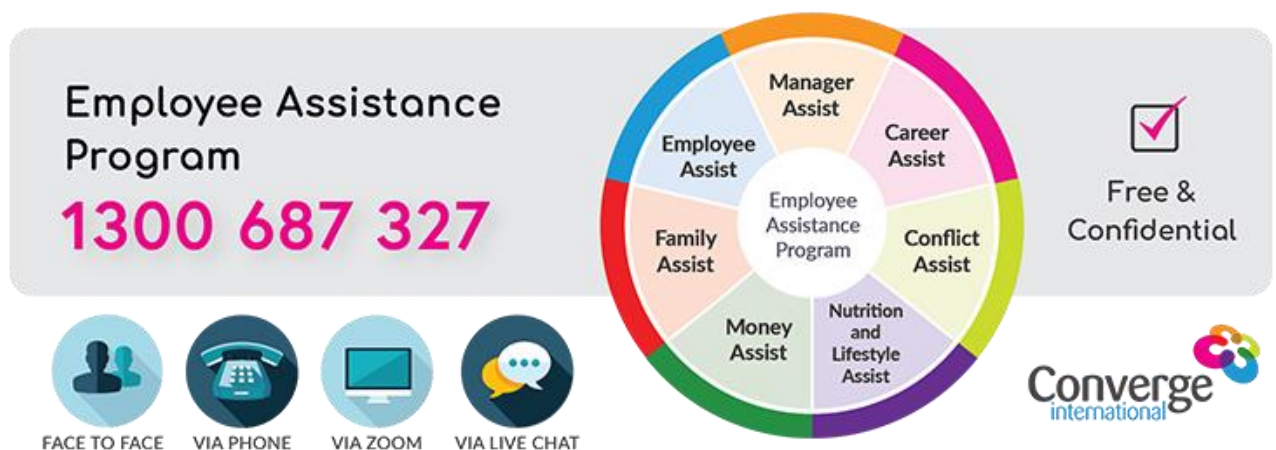 Employee Assistance
Program
1300 687 327
FACE TO FACE
VIA PHONE
VIA ZOOM
VIA LIVE CHAT
Manager
Assist
Career
Assist
Conflict
Assist
Nutrition
and
Lifestyle
Assist
Money
Assist
Family
Assist
Employee
Assist
Employee
Assistance
Program
Free &
Confidential
Converge
international